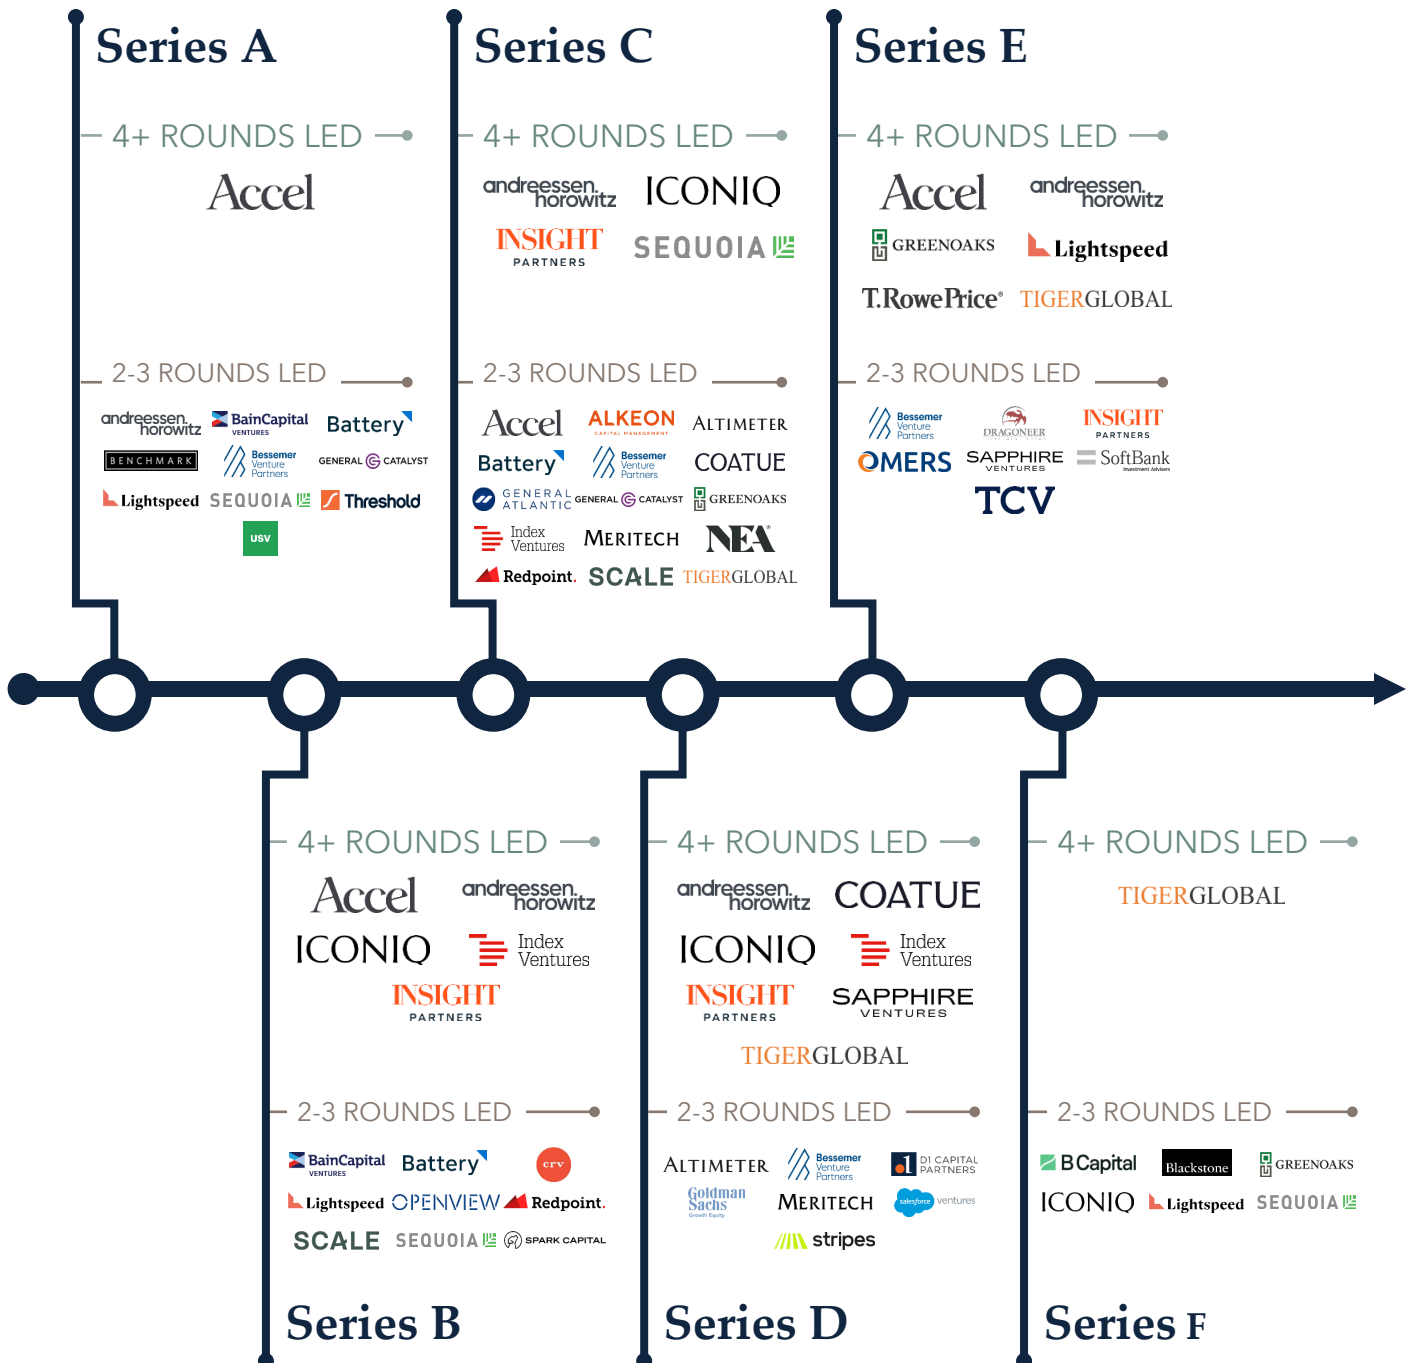 Series A
4+ ROUNDS LED
Accel
2-3 ROUNDS LED
andreessen. horowitz
BainCapital VENTURES
Battery
BENCHMARK
Bessemer Venture Partners
GENERAL CATALYST
Lightspeed
SEQUOIA
Threshold
USV
Series C
4+ ROUNDS LED
andreessen. horowitz
ICONIQ
INSIGHT PARTNERS
SEQUOIA
2-3 ROUNDS LED
Accel
ALKEON CAPITAL MANAGEMENT
ALTIMETER
Battery
Bessemer Venture Partners
COATUE
GENERAL ATLANTIC
GENERAL CATALYST
GREENOAKS
Index Ventures
MERITECH
NEA®
Redpoint.
SCALE
TIGERGLOBAL
Series E
4+ ROUNDS LED
Accel
andreessen. horowitz
GREENOAKS
Lightspeed
T.RowePrice®
TIGERGLOBAL
2-3 ROUNDS LED
Bessemer Venture Partners
DRAGONEER
INSIGHT PARTNERS
OMERS
SAPPHIRE VENTURES
SoftBank Investment Advisers
TCV
4+ ROUNDS LED
Accel
andreessen. horowitz
ICONIQ
Index Ventures
INSIGHT PARTNERS
2-3 ROUNDS LED
BainCapital VENTURES
Battery
crv
Lightspeed
OPENVIEW
Redpoint.
SCALE
SEQUOIA
SPARK CAPITAL
Series B
4+ ROUNDS LED
andreessen. horowitz
COATUE
ICONIQ
Index Ventures
INSIGHT PARTNERS
SAPPHIRE VENTURES
TIGERGLOBAL
2-3 ROUNDS LED
ALTIMETER
Bessemer Venture Partners
D1 CAPITAL PARTNERS
Goldman Sachs Growth Equity
MERITECH
salesforce ventures
stripes
Series D
4+ ROUNDS LED
TIGERGLOBAL
2-3 ROUNDS LED
B Capital
Blackstone
GREENOAKS
ICONIQ
Lightspeed
SEQUOIA
Series F